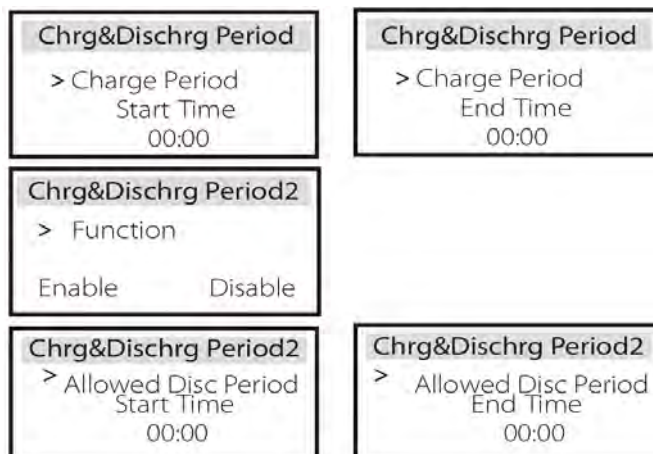 Chrg&Dischrg Period
> Charge Period
Start Time
00:00
Chrg&Dischrg Period
> Charge Period
End Time
00:00
Chrg&Dischrg Period2
> Function
Enable Disable
Chrg&Dischrg Period2
> Allowed Disc Period
Start Time
00:00
Chrg&Dischrg Period2
> Allowed Disc Period
End Time
00:00